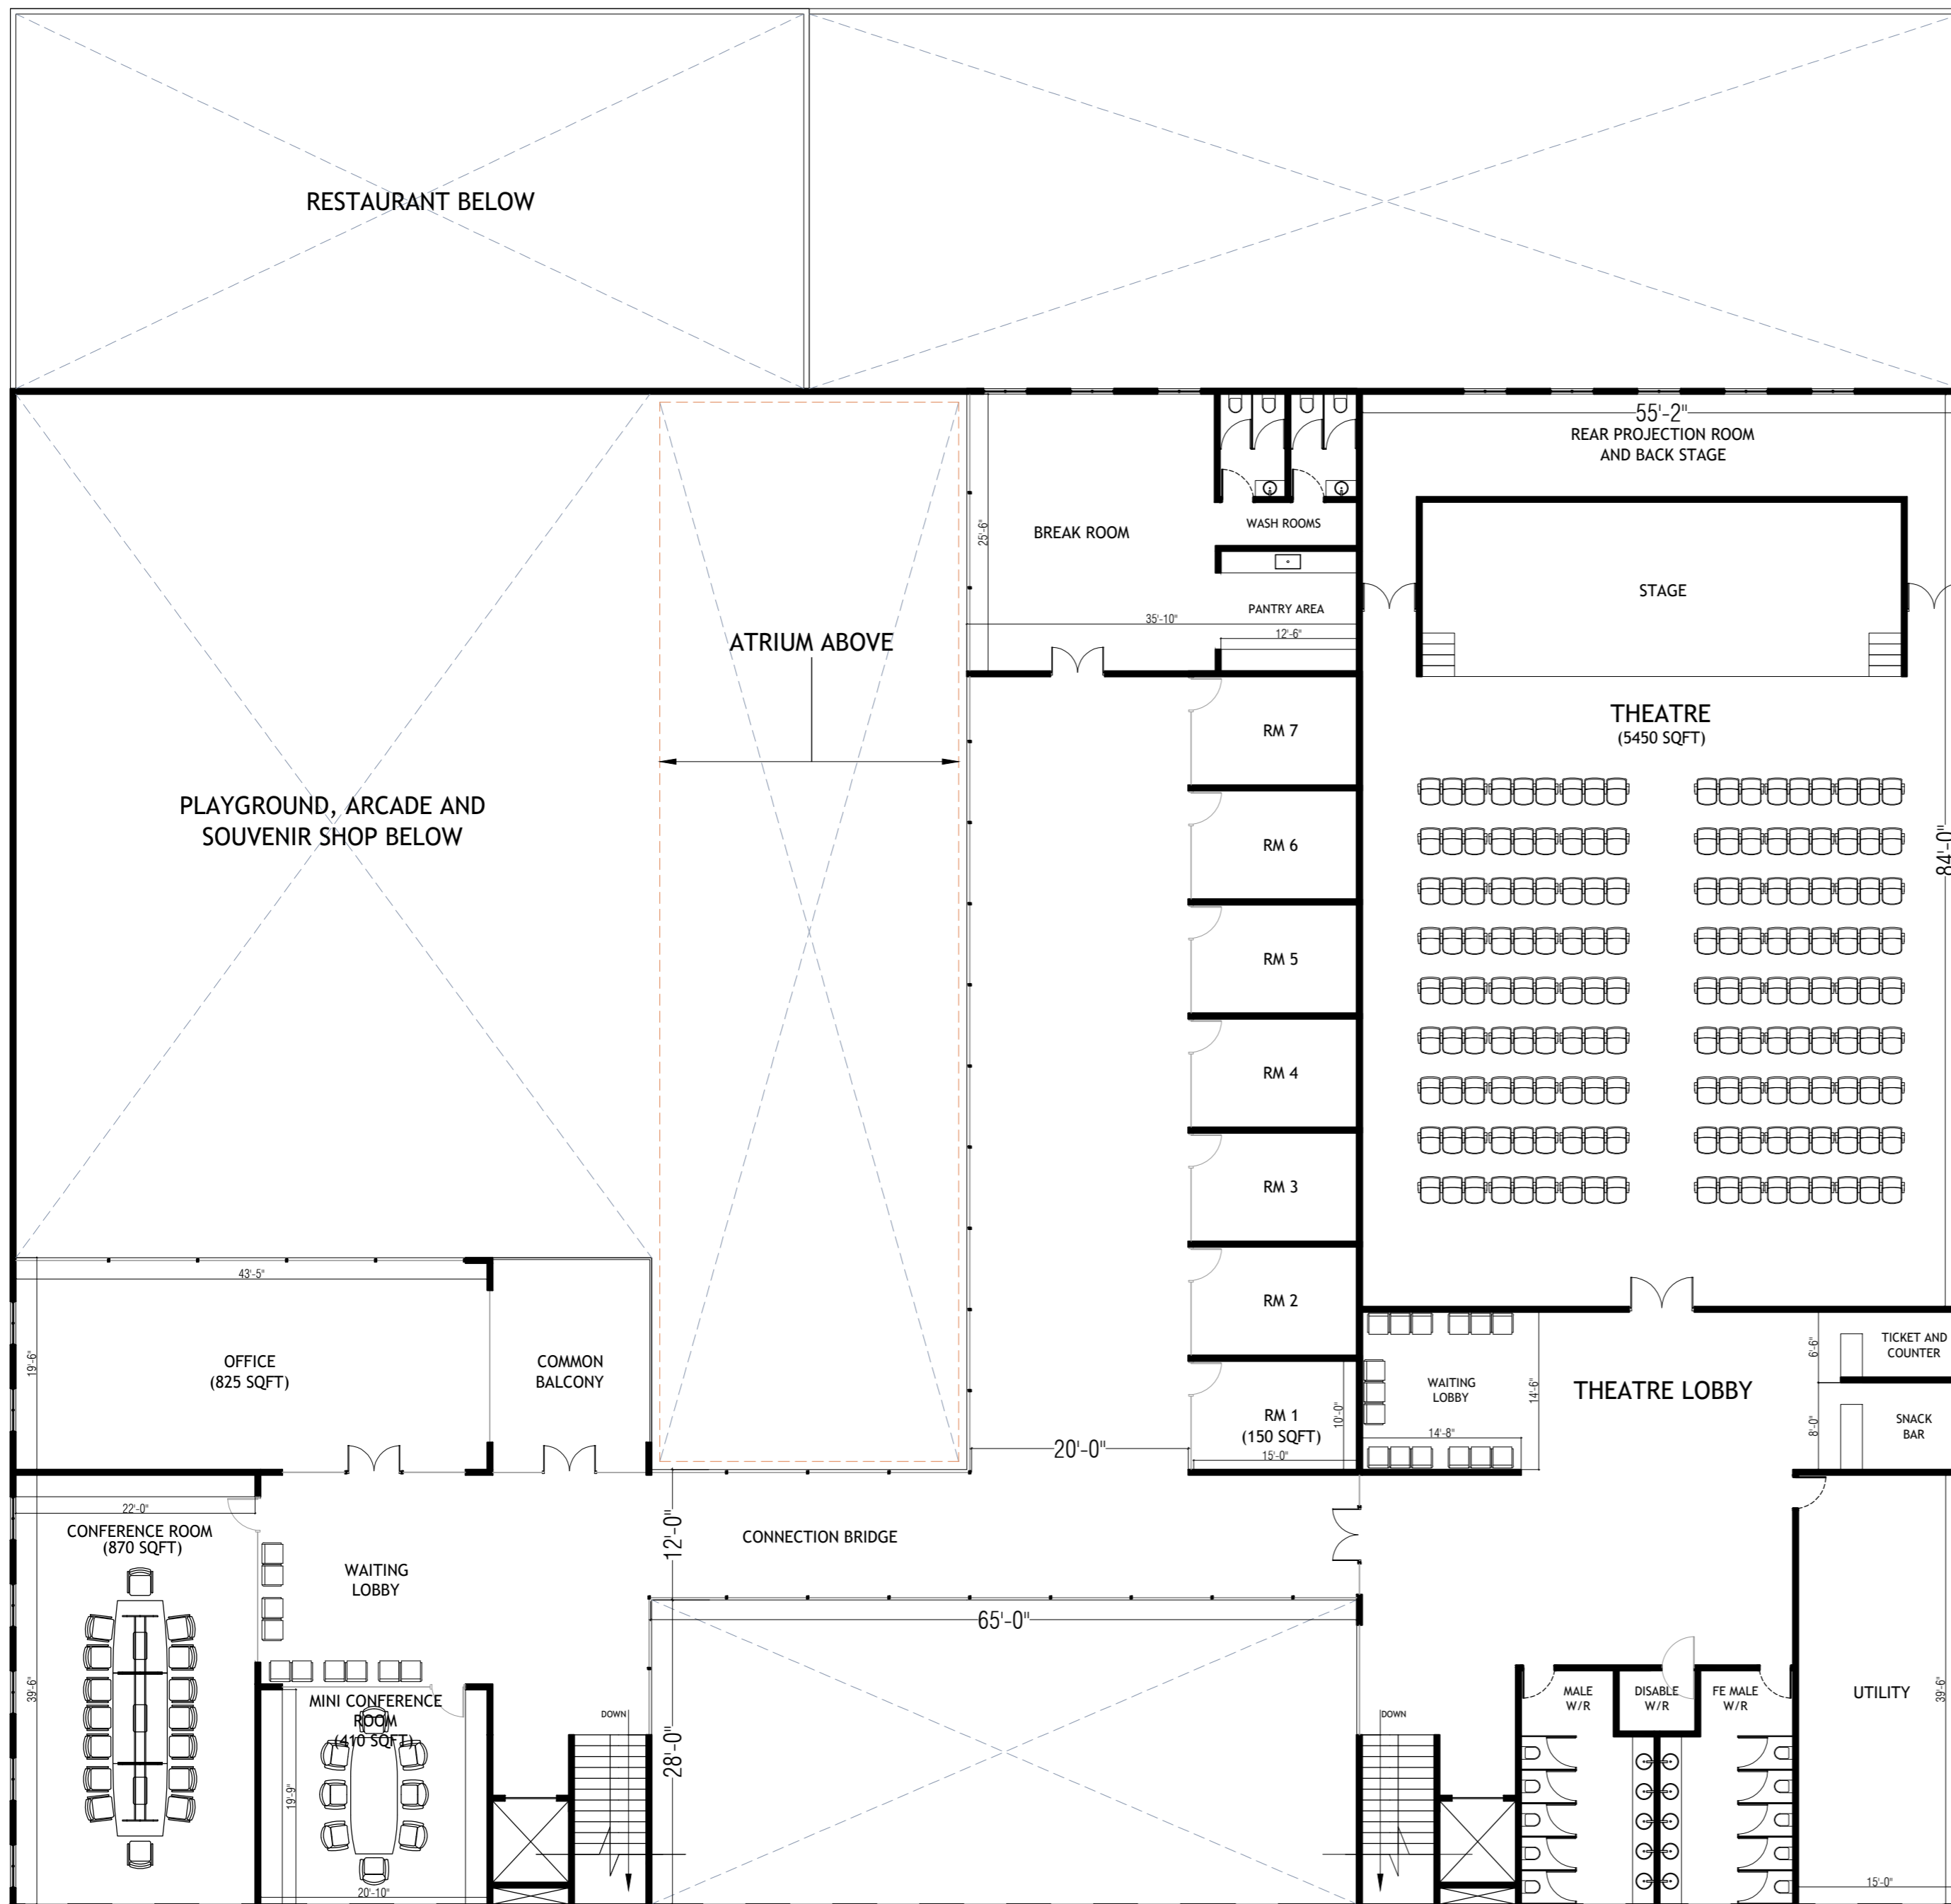 RESTAURANT BELOW
55'-2"
REAR PROJECTION ROOM
AND BACK STAGE
WASH ROOMS
BREAK ROOM
25'-6"
STAGE
PANTRY AREA
35'-10"
12'-6"
ATRIUM ABOVE
THEATRE
(5450 SQFT)
RM 7
PLAYGROUND, ARCADE AND
SOUVENIR SHOP BELOW
RM 6
84'-0"
RM 5
RM 4
RM 3
RM 2
43'-5"
19'-6"
OFFICE
(825 SQFT)
COMMON
BALCONY
RM 1
(150 SQFT)
10'-0"
15'-0"
20'-0"
WAITING
LOBBY
14'-6"
14'-8"
THEATRE LOBBY
6'-6"
TICKET AND
COUNTER
8'-0"
SNACK
BAR
22'-0"
CONFERENCE ROOM
(870 SQFT)
WAITING
LOBBY
12'-0"
CONNECTION BRIDGE
65'-0"
39'-6"
MINI CONFERENCE
ROOM
(410 SQFT)
19'-9"
20'-10"
DOWN
28'-0"
DOWN
MALE
W/R
DISABLE
W/R
FE MALE
W/R
UTILITY
39'-6"
15'-0"